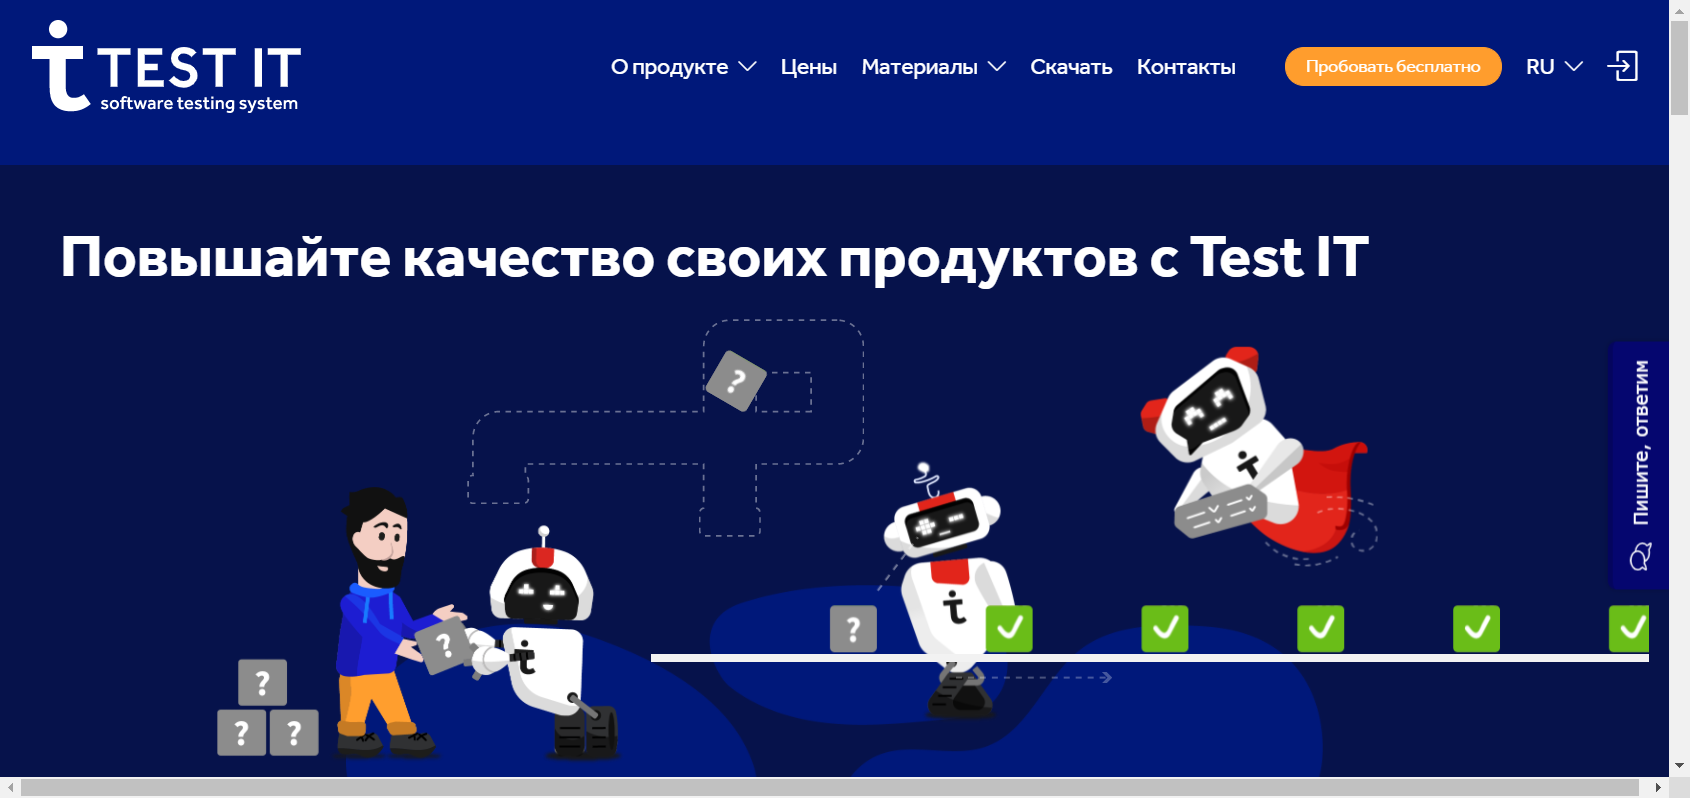 TEST IT
software testing system
О продукте
Цены
Материалы
Скачать
Контакты
Пробовать бесплатно
RU
Повышайте качество своих продуктов с Test IT
Пишите, ответим
?
?
?
?
?
?